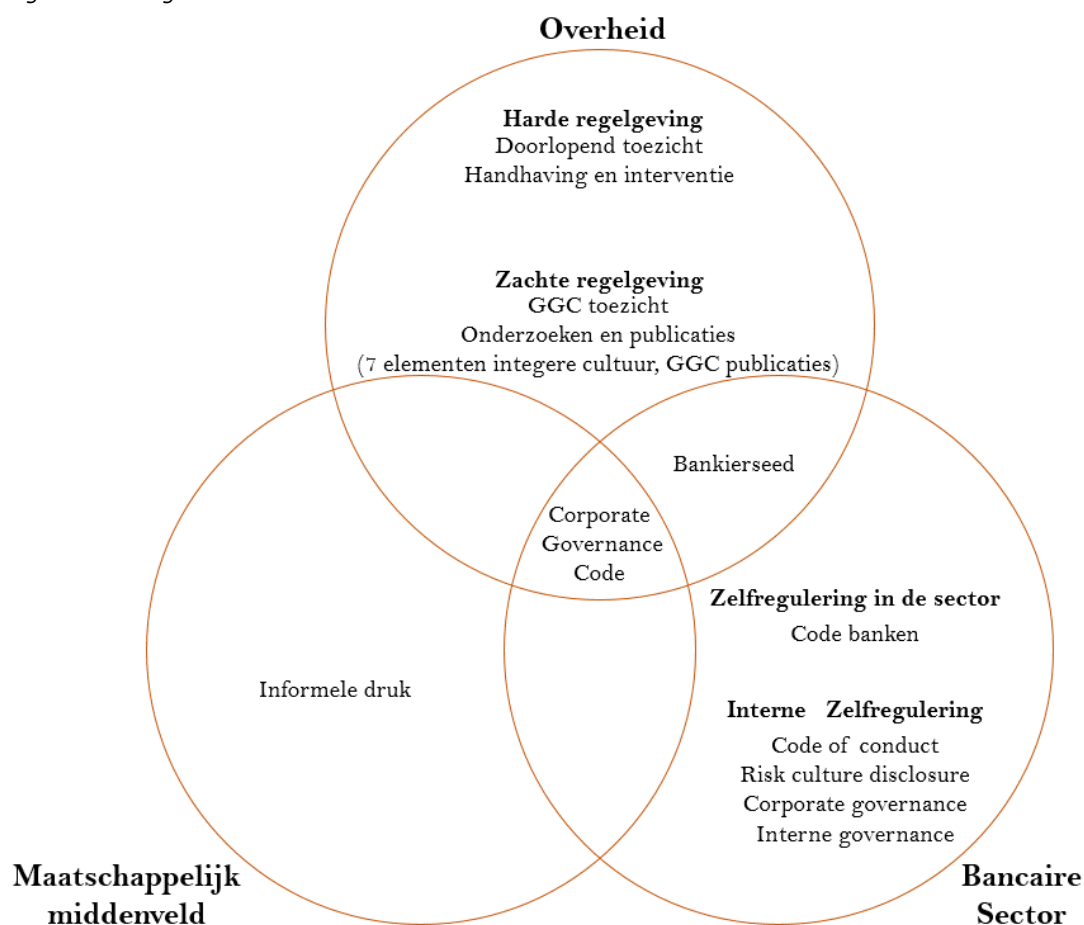 Overheid
Harde regelgeving
Doorlopend toezicht
Handhaving en interventie
Zachte regelgeving
GGC toezicht
Onderzoeken en publicaties
(7 elementen integere cultuur, GGC publicaties)
Bankierseed
Corporate
Governance
Code
Zelfregulering in de sector
Code banken
Informele druk
Interne Zelfregulering
Code of conduct
Risk culture disclosure
Corporate governance
Interne governance
Maatschappelijk
middenveld
Bancaire
Sector